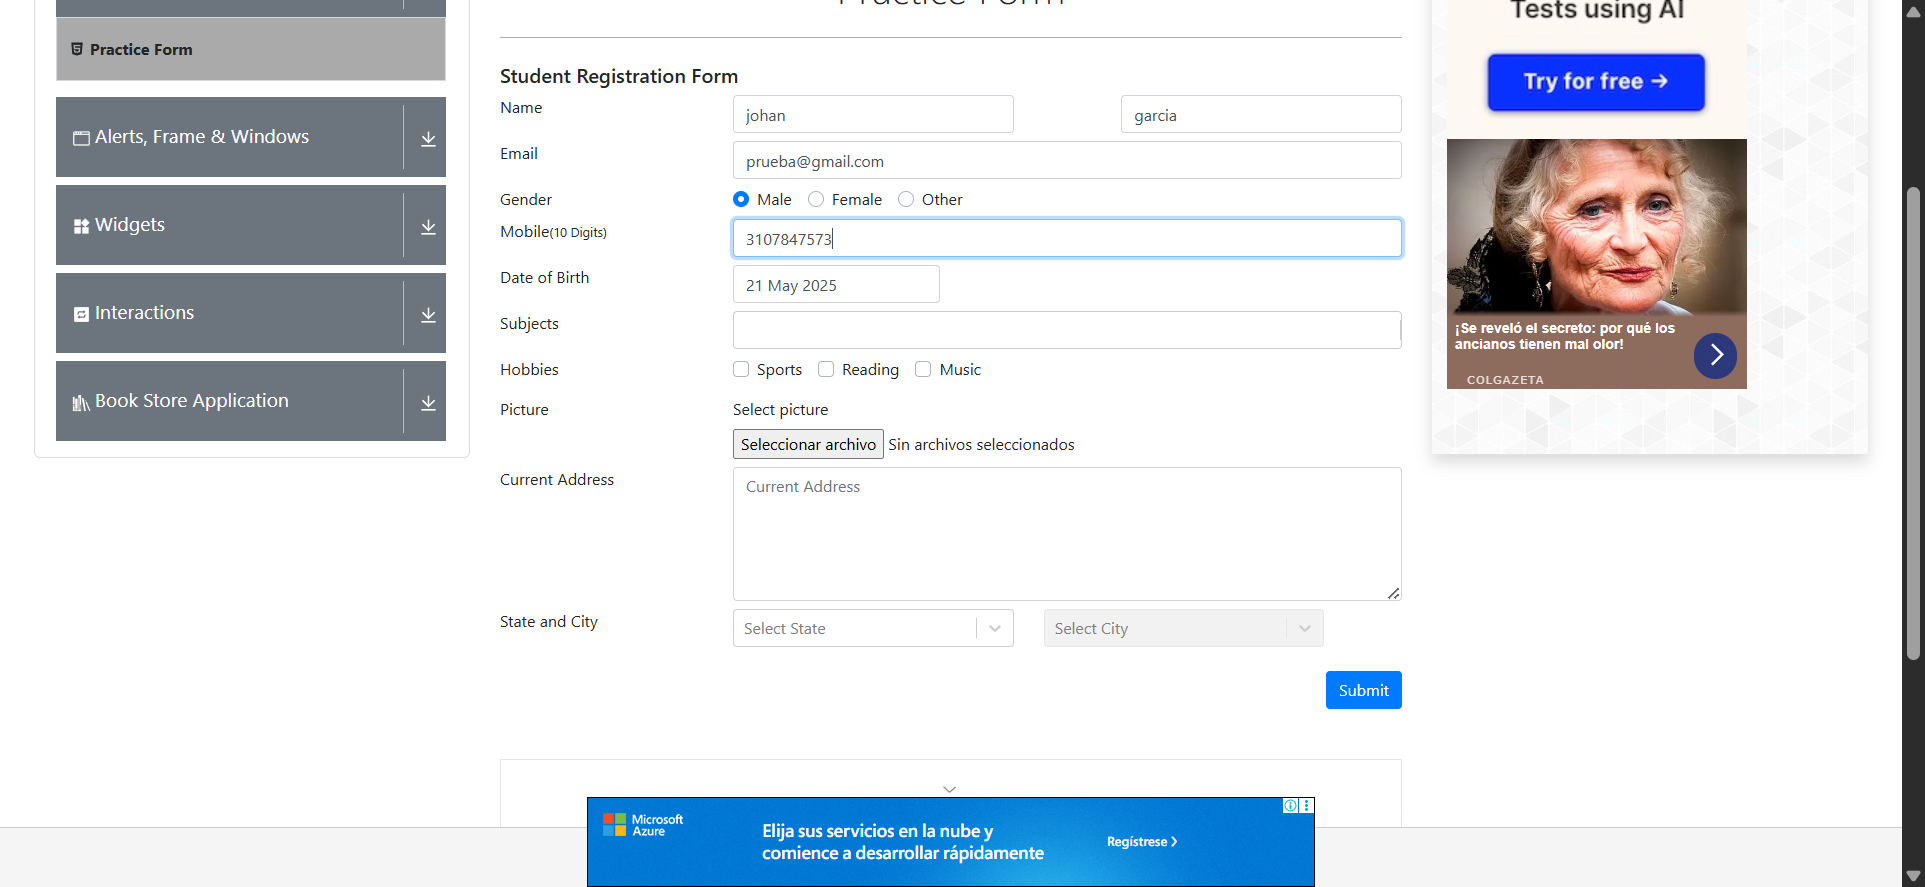 Practice Form
Practice Form
Alerts, Frame & Windows
Widgets
Interactions
Book Store Application
Student Registration Form
Name
johan
garcia
Email
prueba@gmail.com
Gender
Male
Female
Other
Mobile(10 Digits)
3107847573
Date of Birth
21 May 2025
Subjects
Hobbies
Sports
Reading
Music
Picture
Select picture
Seleccionar archivo Sin archivos seleccionados
Current Address
Current Address
State and City
Select State
Select City
Submit
Tests using AI
Try for free →
¡Se reveló el secreto: por qué los
ancianos tienen mal olor!
COLGAZETA
Microsoft
Azure
Elija sus servicios en la nube y
comience a desarrollar rápidamente
Regístrese